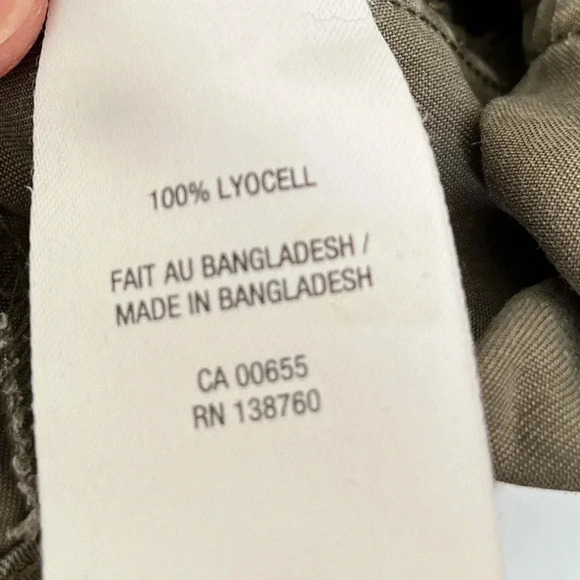 100% LYOCELL
FAIT AU BANGLADESH /
MADE IN BANGLADESH
CA 00655
RN 138760